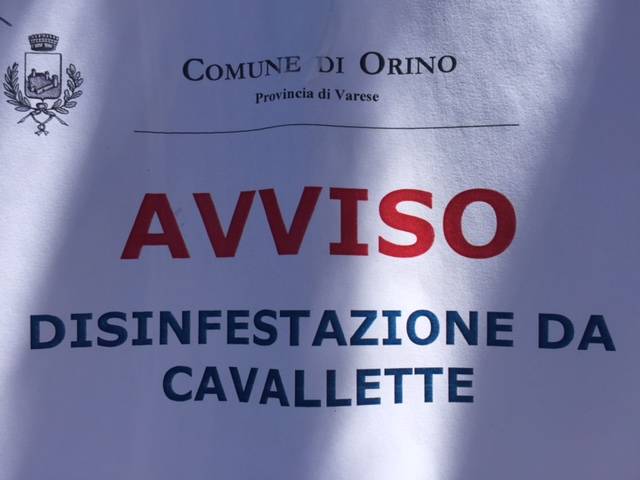 COMUNE DI ORINO
Provincia di Varese
AVVISO
DISINFESTAZIONE DA
CAVALLETTE